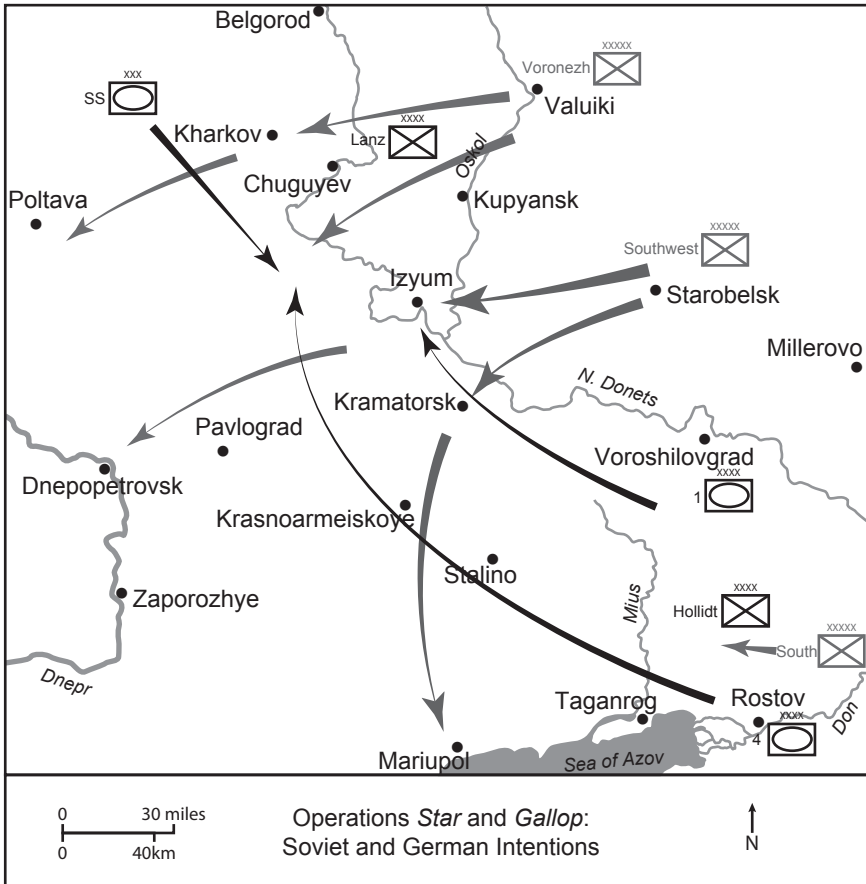 Belgorod
xxxxx
Voronezh
xxx
SS
Valuiki
xxxx
Lanz
Kharkov
Oskol
Chuguyev
Poltava
Kupyansk
xxxxx
Southwest
Izyum
Starobelsk
Millerovo
N. Donets
Kramatorsk
Pavlograd
Voroshilovgrad
Dnepopetrovsk
xxxx
1
Krasnoarmeiskoye
Stalino
xxxx
Mius
Zaporozhye
Hollidt
xxxxx
South
Dnepr
Taganrog
Rostov
Don
xxxx
4
Mariupol
Sea of Azov
0 30 miles
0 40km
Operations Star and Gallop:
Soviet and German Intentions
N